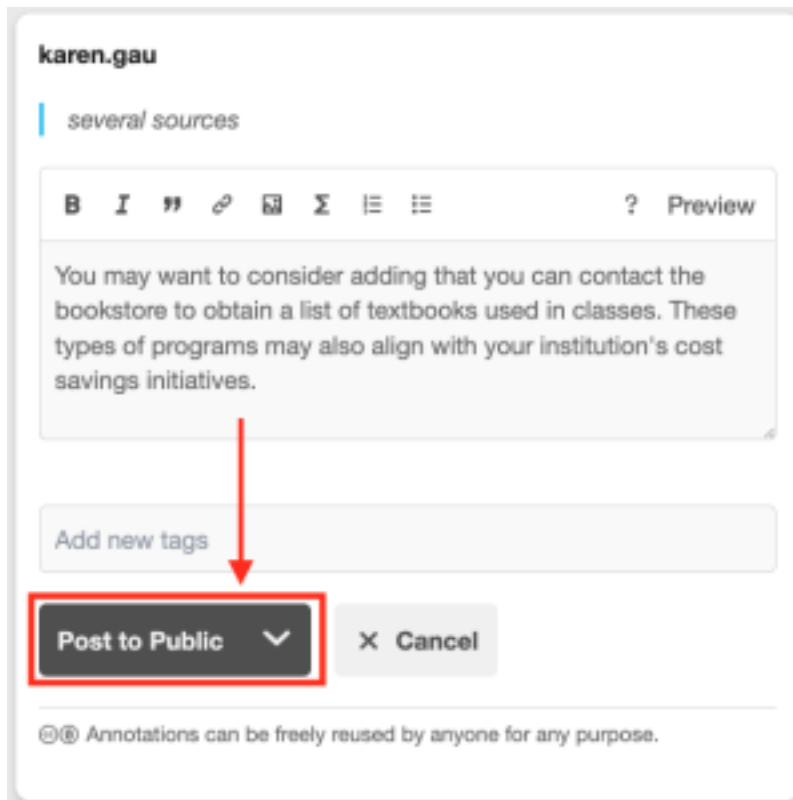 karen.gau
several sources
B I ” Σ ? Preview
You may want to consider adding that you can contact the
bookstore to obtain a list of textbooks used in classes. These
types of programs may also align with your institution's cost
savings initiatives.
Add new tags
Post to Public × Cancel
Annotations can be freely reused by anyone for any purpose.